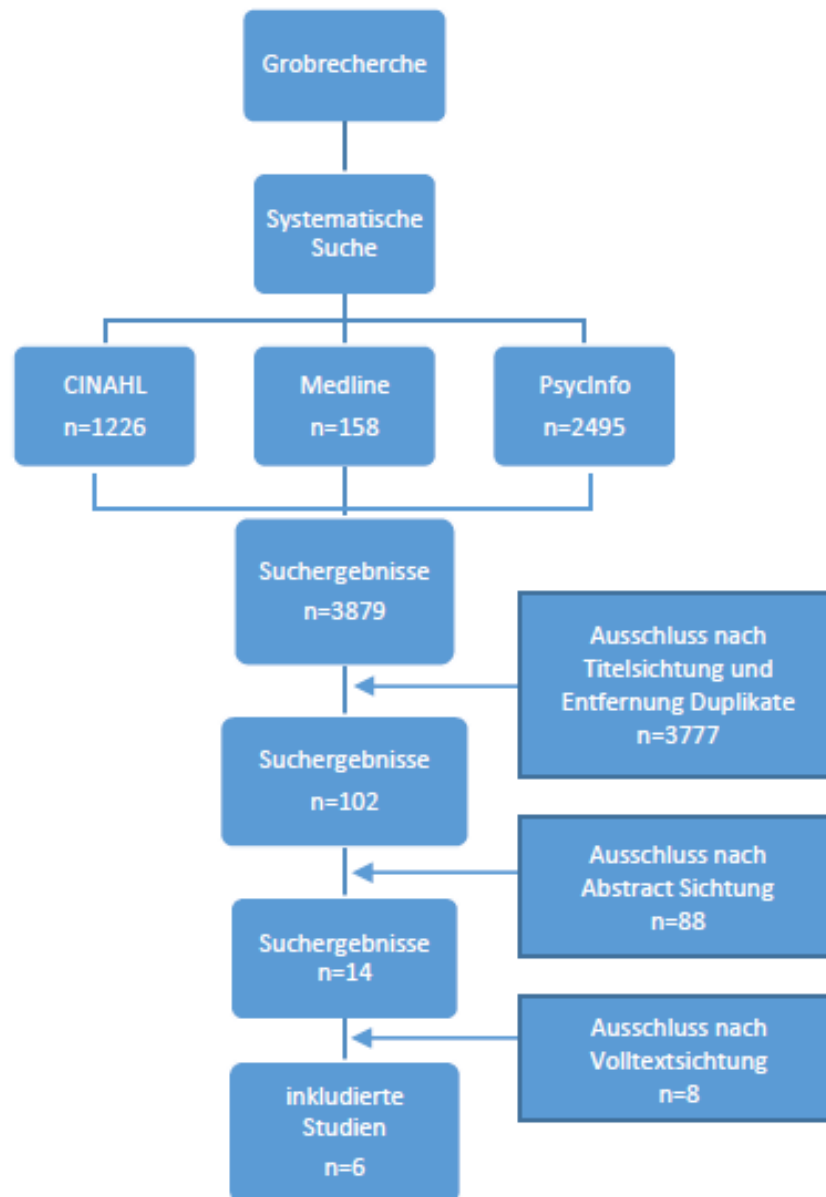 Grobrecherche
Systematische
Suche
CINAHL
n=1226
Medline
n=158
PsycInfo
n=2495
Suchergebnisse
n=3879
Ausschluss nach
Titelsichtung und
Entfernung Duplikate
n=3777
Suchergebnisse
n=102
Ausschluss nach
Abstract Sichtung
n=88
Suchergebnisse
n=14
Ausschluss nach
Volltextsichtung
n=8
inkludierte
Studien
n=6